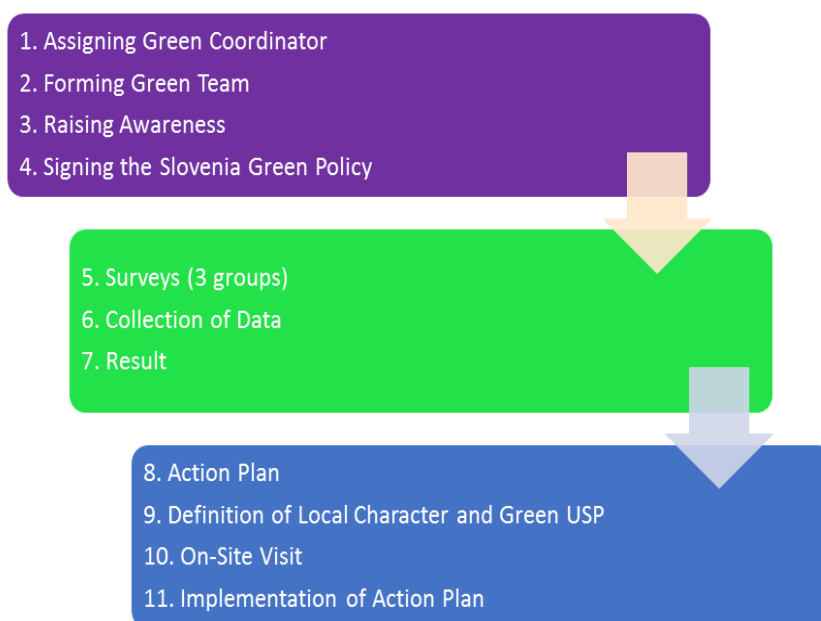 1. Assigning Green Coordinator
2. Forming Green Team
3. Raising Awareness
4. Signing the Slovenia Green Policy
5. Surveys (3 groups)
6. Collection of Data
7. Result
8. Action Plan
9. Definition of Local Character and Green USP
10. On-Site Visit
11. Implementation of Action Plan